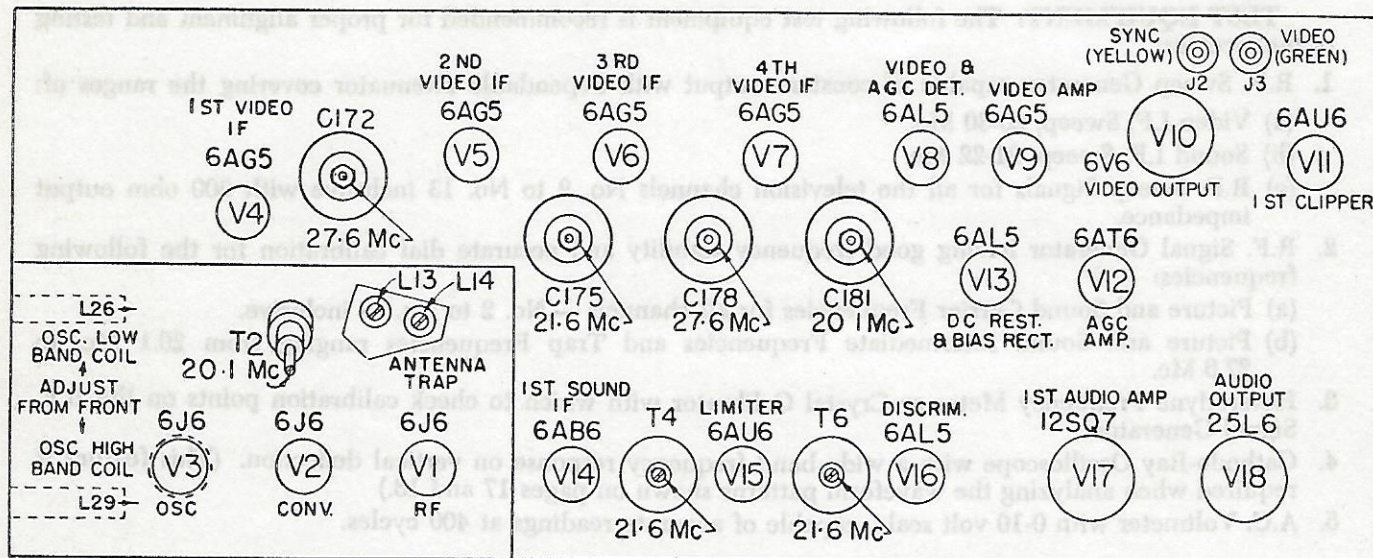 SYNC
(YELLOW)
J2
VIDEO
(GREEN)
J3
1ST VIDEO
IF
6AG5
V4
C172
27.6 Mc
2ND
VIDEO IF
6AG5
V5
3RD
VIDEO IF
6AG5
V6
4TH
VIDEO IF
6AG5
V7
VIDEO &
AGC DET.
6AL5
V8
VIDEO AMP
6AG5
V9
V10
6V6
VIDEO OUTPUT
6AU6
V11
1ST CLIPPER
C175
21.6 Mc
C178
27.6 Mc
C181
20.1 Mc
6AL5
V13
DC REST.
& BIAS RECT.
6AT6
V12
AGC
AMP.
L26
OSC. LOW
BAND COIL
ADJUST
FROM FRONT
OSC HIGH
BAND COIL
L29
T2
20.1 Mc
L13
L14
ANTENNA
TRAP
6J6
V3
OSC
6J6
V2
CONV.
6J6
V1
RF
1ST SOUND
IF
6AB6
V14
T4
21.6 Mc
LIMITER
6AU6
V15
T6
21.6 Mc
DISCRIM.
6AL5
V16
1ST AUDIO AMP
12SQ7
V17
AUDIO
OUTPUT
25L6
V18